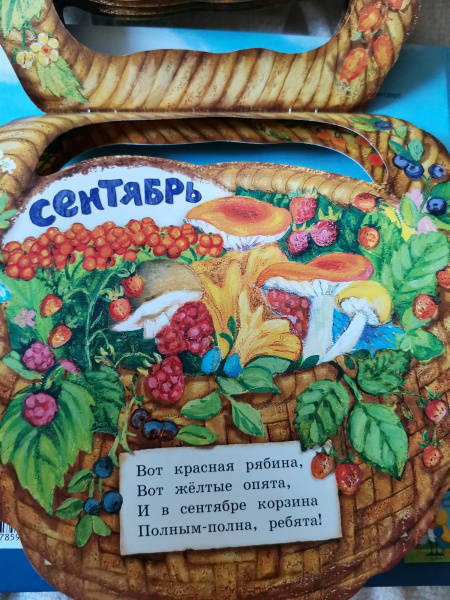 СЕНТЯБРЬ
Вот красная рябина,
Вот жёлтые опята,
И в сентябре корзина
Полным-полна, ребята!